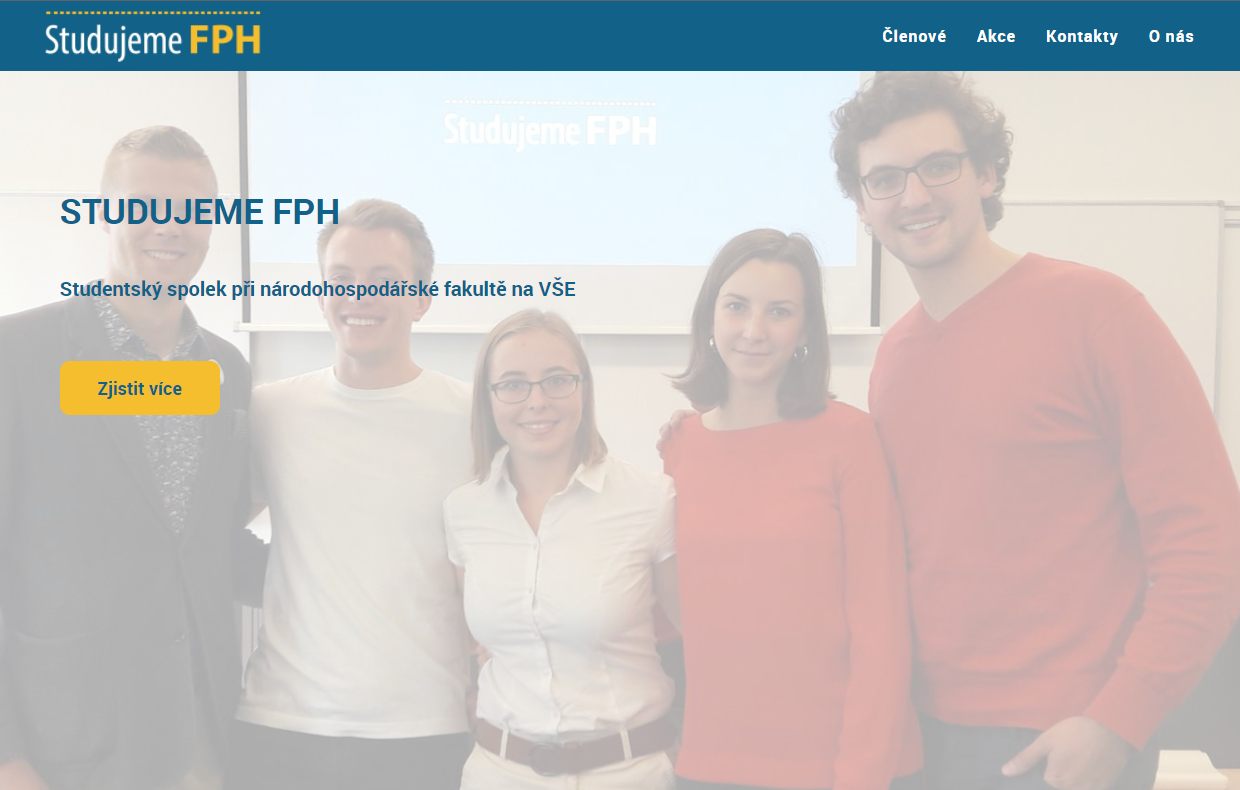 Studujeme FPH
Členové
Akce
Kontakty
O nás
Studujeme FPH
STUDUJEME FPH
Studentský spolek při národohospodářské fakultě na VŠE
Zjistit více